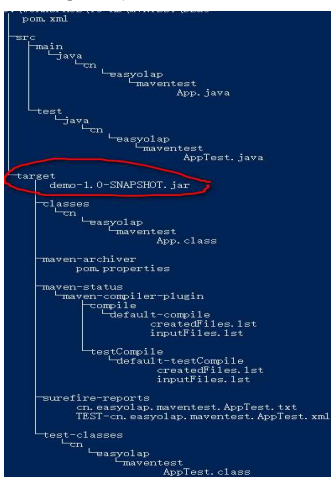 pom.xml
src
main
java
cn
easyolap
maventest
App.java
test
java
cn
easyolap
maventest
AppTest.java
target
demo-1.0-SNAPSHOT.jar
classes
cn
easyolap
maventest
App.class
maven-archiver
pom.properties
maven-status
maven-compiler-plugin
compile
default-compile
createdFiles.lst
inputFiles.lst
testCompile
default-testCompile
createdFiles.lst
inputFiles.lst
surefire-reports
cn.easyolap.maventest.AppTest.txt
TEST-cn.easyolap.maventest.AppTest.xml
test-classes
cn
easyolap
maventest
AppTest.class